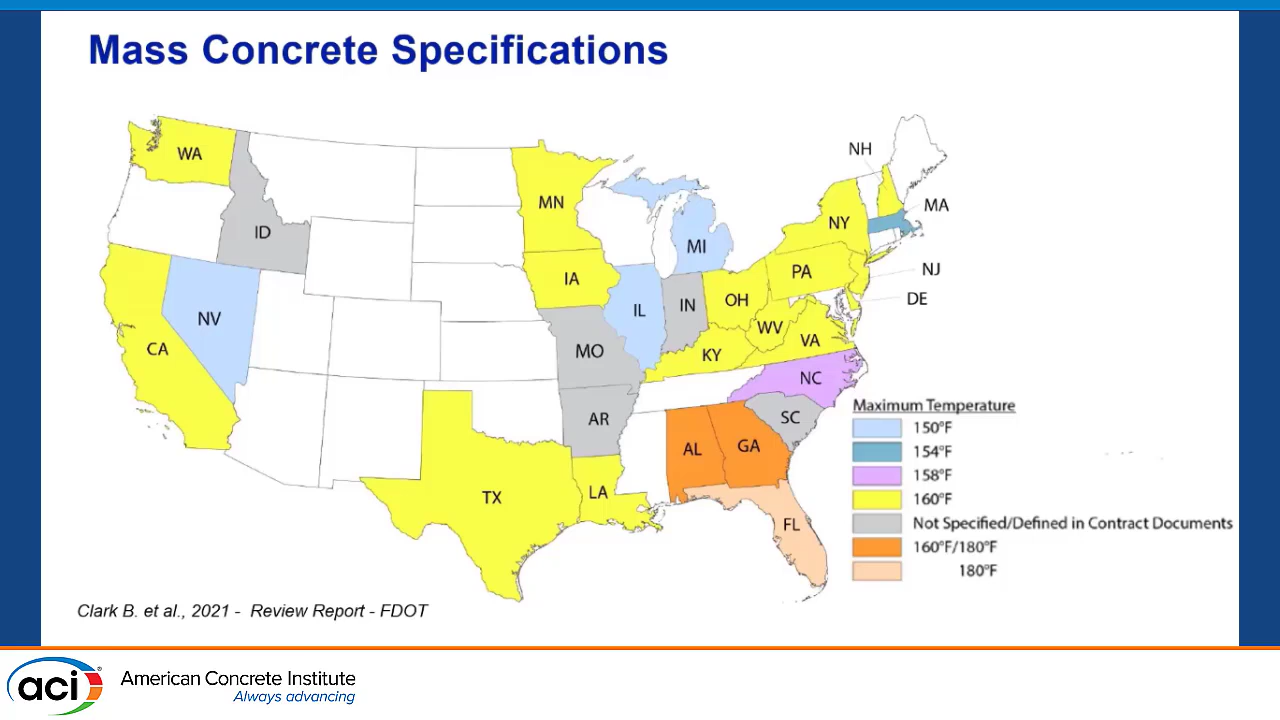 Mass Concrete Specifications
WA
ID
NV
CA
MN
IA
MO
AR
TX
LA
MI
IL
IN
OH
KY
WV
VA
PA
NY
NH
MA
NJ
DE
NC
SC
AL
GA
FL
Maximum Temperature
150°F
154°F
158°F
160°F
Not Specified/Defined in Contract Documents
160°F/180°F
180°F
Clark B. et al., 2021 - Review Report - FDOT
aci®
American Concrete Institute
Always advancing